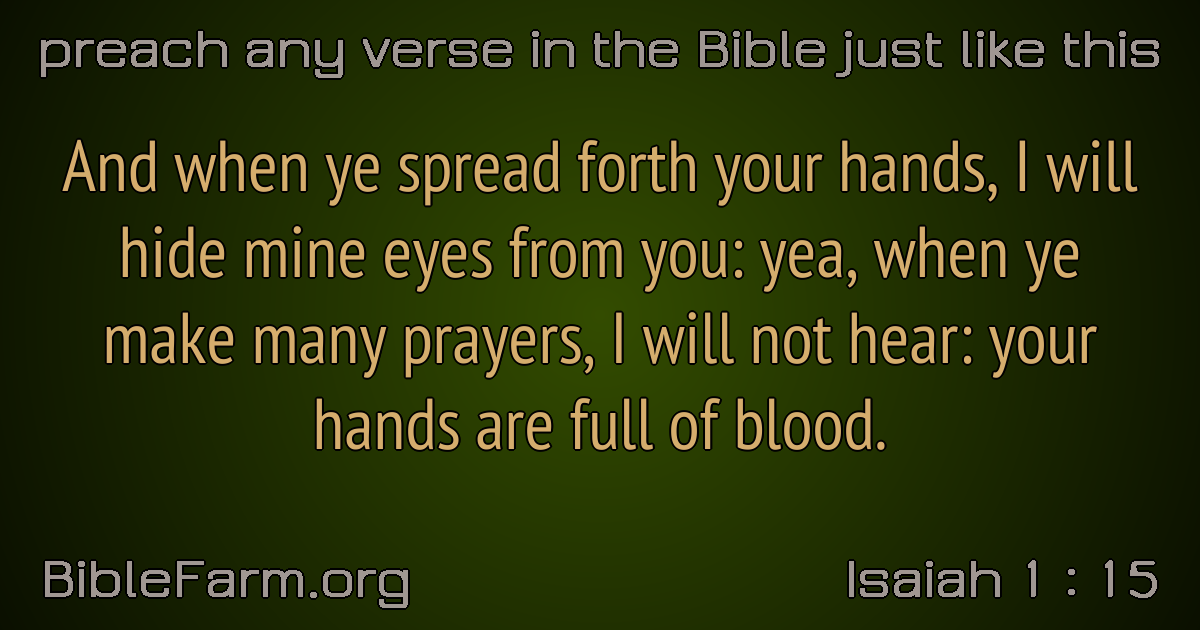 preach any verse in the Bible just like this
And when ye spread forth your hands, I will
hide mine eyes from you: yea, when ye
make many prayers, I will not hear: your
hands are full of blood.
BibleFarm.org
Isaiah 1 : 15